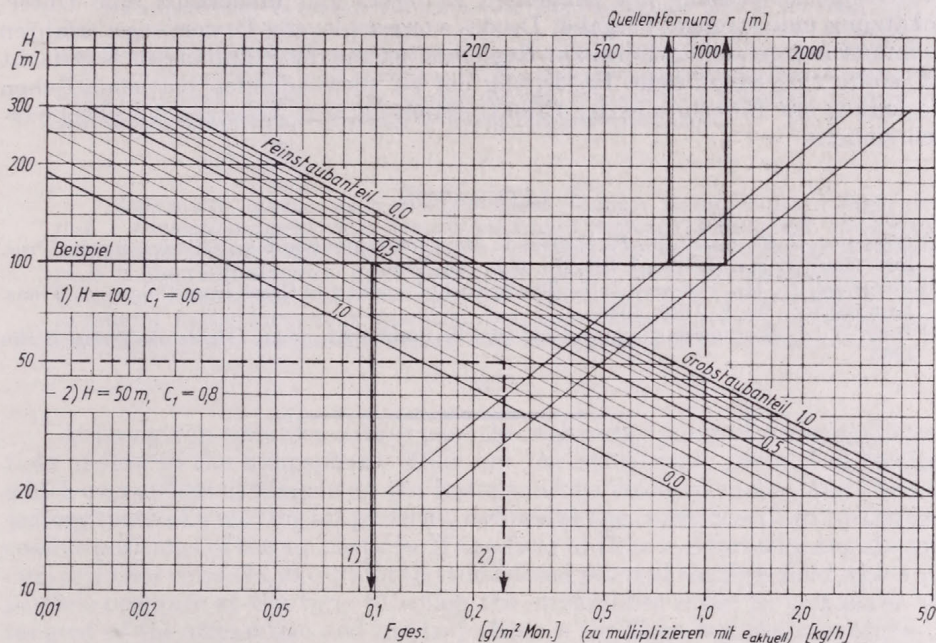 Quellentfernung r [m]
H
[m]
200 500 1000 2000
300
200
100
50
20
10
Feinstaubanteil 0,0
0,5
1,0
Beispiel
1) H=100, C₁=0,6
2) H=50 m, C₁=0,8
Grobstaubanteil 1,0
0,5
0,0
1)
2)
0,01 0,02 0,05 0,1 0,2 0,5 1,0 2,0 5,0
F ges. [g/m² Mon.] (zu multiplizieren mit e aktuell) [kg/h]